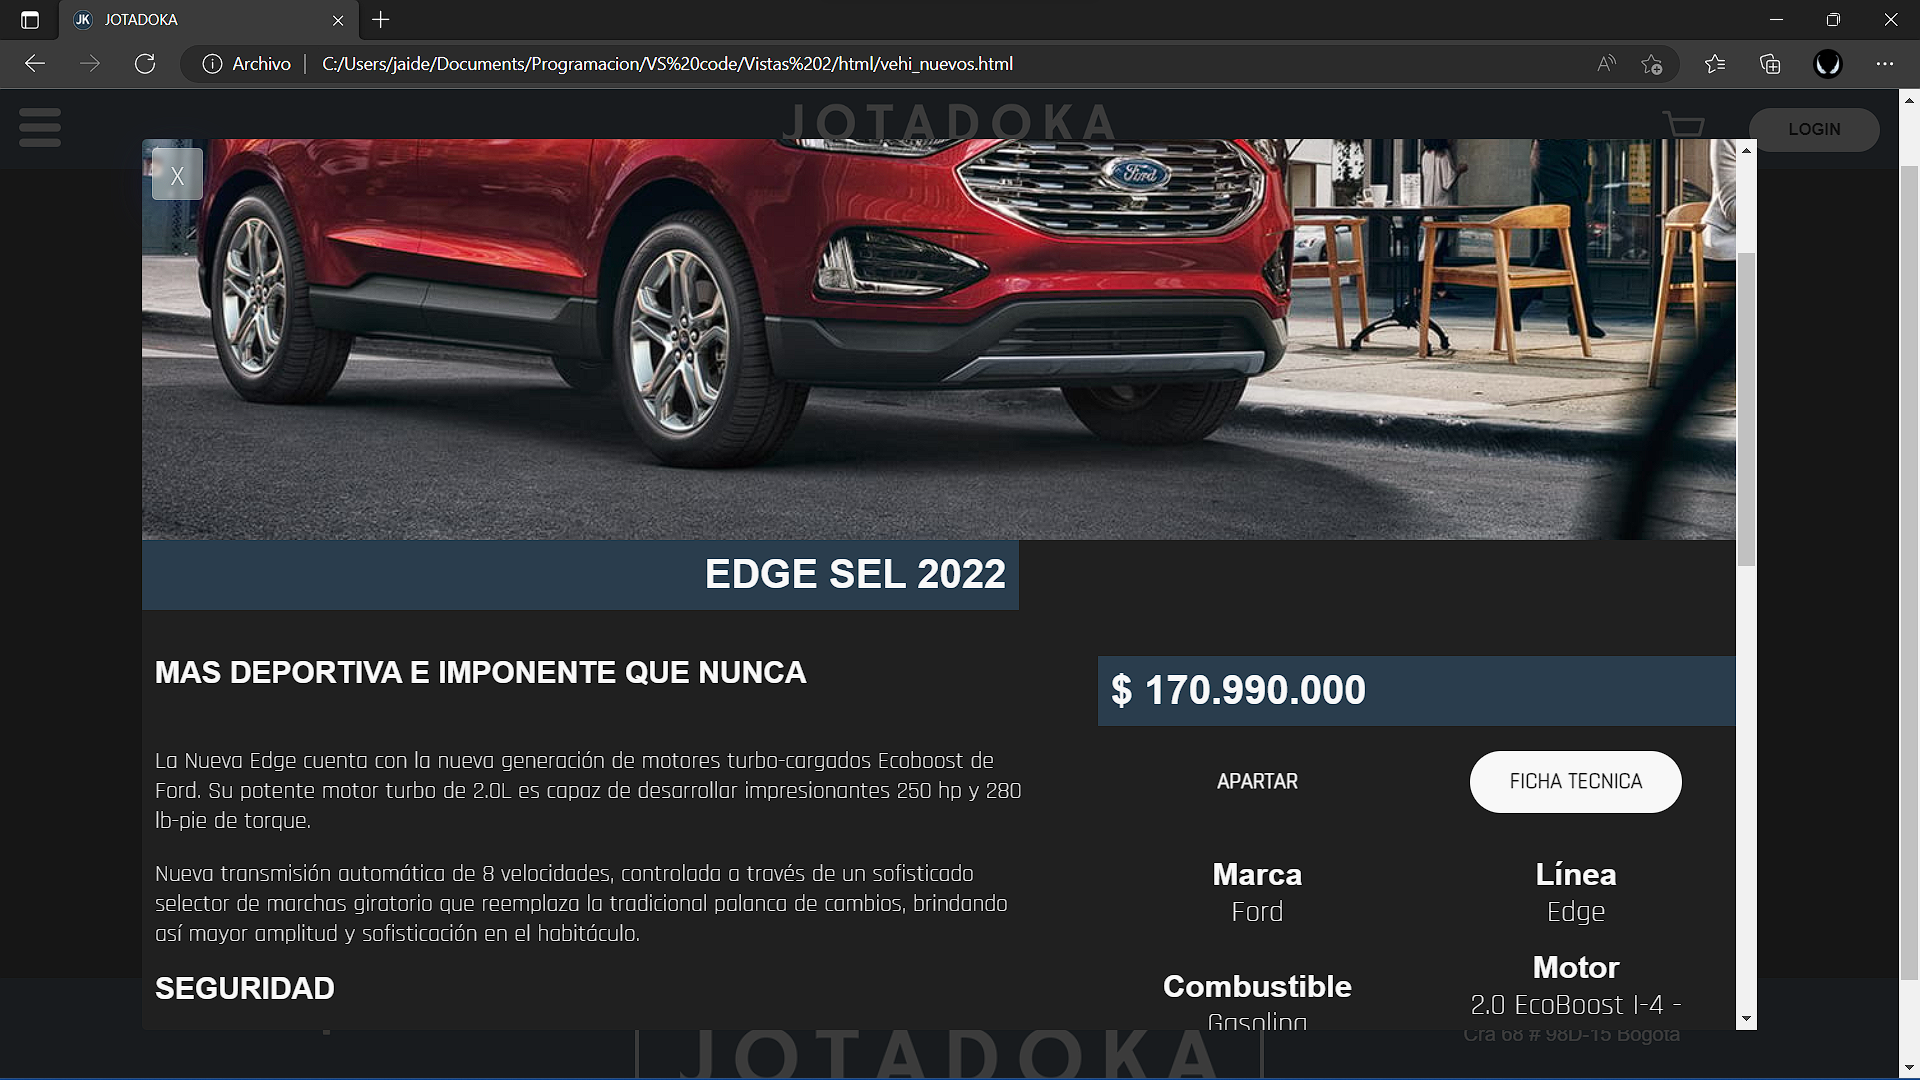 JK JOTADOKA
Archivo C:/Users/jaide/Documents/Programacion/VS%20code/Vistas%202/html/vehi_nuevos.html
JOTADOKA
LOGIN
X
Ford
EDGE SEL 2022
MAS DEPORTIVA E IMPONENTE QUE NUNCA
La Nueva Edge cuenta con la nueva generación de motores turbo-cargados Ecoboost de
Ford. Su potente motor turbo de 2.0L es capaz de desarrollar impresionantes 250 hp y 280
lb-pie de torque.
Nueva transmisión automática de 8 velocidades, controlada a través de un sofisticado
selector de marchas giratorio que reemplaza la tradicional palanca de cambios, brindando
así mayor amplitud y sofisticación en el habitáculo.
SEGURIDAD
$ 170.990.000
APARTAR
FICHA TECNICA
Marca
Ford
Línea
Edge
Combustible
Gasolina
Motor
2.0 EcoBoost I-4 -
JOTADOKA
Cra 68 # 98D-15 Bogota